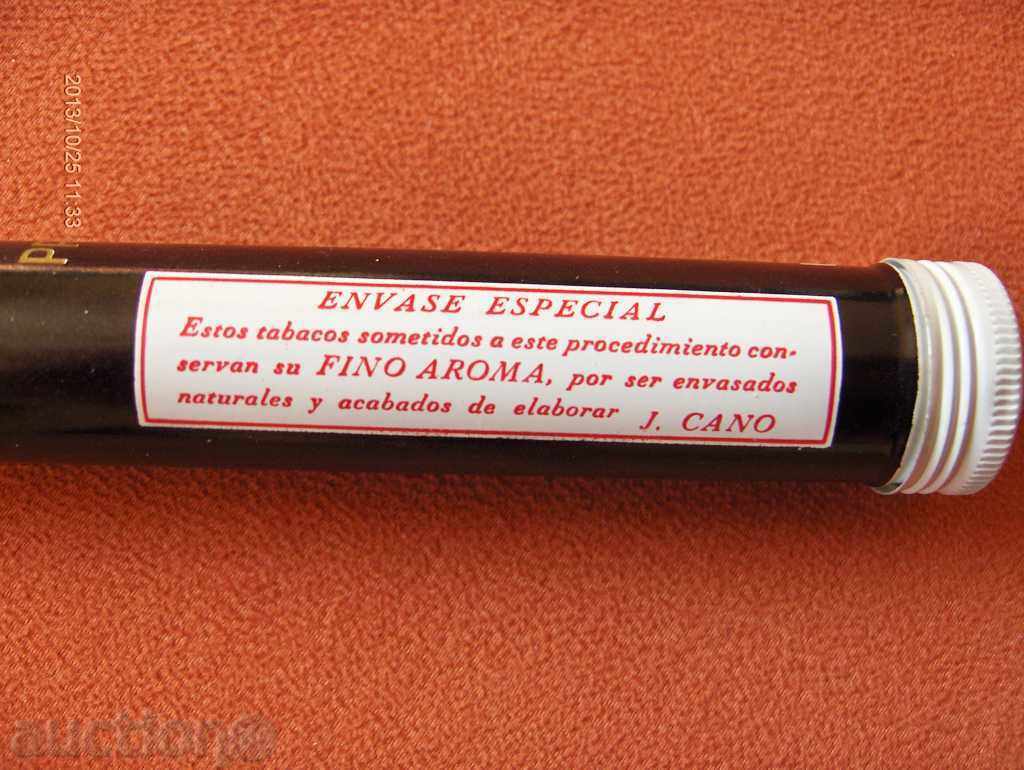 2013/10/25 11:33
ENVASE ESPECIAL
Estos tabacos sometidos a este procedimiento con-
servan su FINO AROMA, por ser envasados
naturales y acabados de elaborar J. CANO
auction